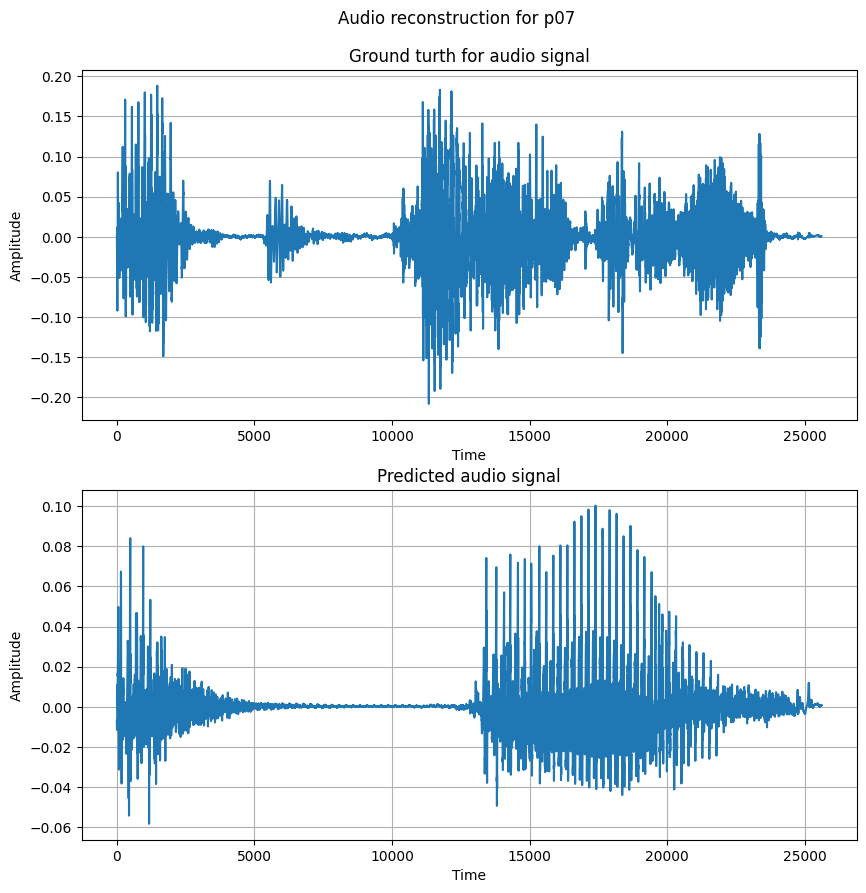 Audio reconstruction for p07
Ground turth for audio signal
0.20
0.15
0.10
0.05
0.00
−0.05
−0.10
−0.15
−0.20
Amplitude
0 5000 10000 15000 20000 25000
Time
Predicted audio signal
0.10
0.08
0.06
0.04
0.02
0.00
−0.02
−0.04
−0.06
Amplitude
0 5000 10000 15000 20000 25000
Time